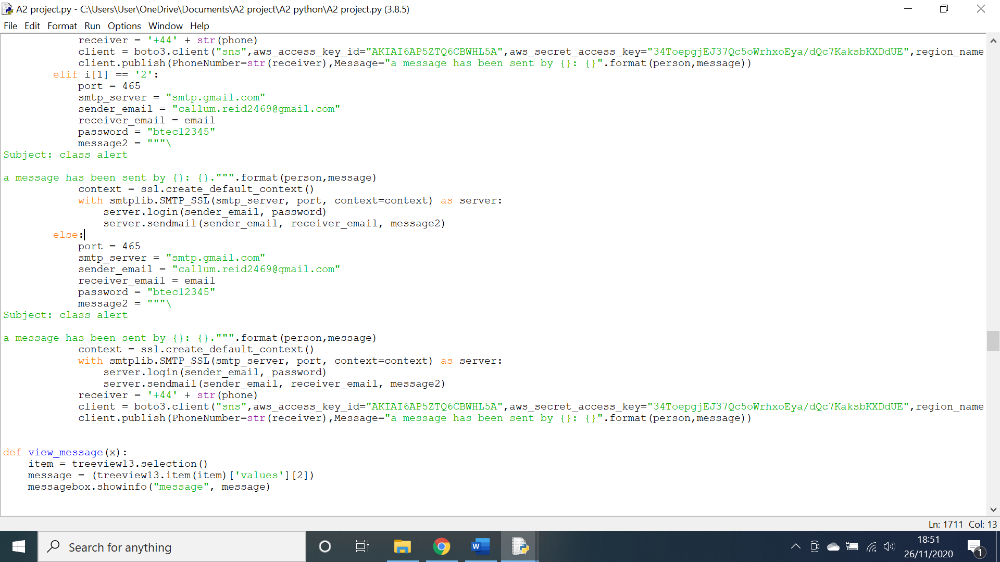 A2 project.py - C:\Users\User\OneDrive\Documents\A2 project\A2 python\A2 project.py (3.8.5)
File Edit Format Run Options Window Help
receiver = '+44' + str(phone)
client = boto3.client("sns",aws_access_key_id="AKIAI6AP5ZTQ6CBWHL5A",aws_secret_access_key="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",region_name
client.publish(PhoneNumber=str(receiver),Message="a message has been sent by {}: {}".format(person,message))
elif i[1] == '2':
port = 465
smtp_server = "smtp.gmail.com"
sender_email = "callum.reid2469@gmail.com"
receiver_email = email
password = "btec12345"
message2 = """\
Subject: class alert
a message has been sent by {}: {}.""".format(person,message)
context = ssl.create_default_context()
with smtplib.SMTP_SSL(smtp_server, port, context=context) as server:
server.login(sender_email, password)
server.sendmail(sender_email, receiver_email, message2)
else:
port = 465
smtp_server = "smtp.gmail.com"
sender_email = "callum.reid2469@gmail.com"
receiver_email = email
password = "btec12345"
message2 = """\
Subject: class alert
a message has been sent by {}: {}.""".format(person,message)
context = ssl.create_default_context()
with smtplib.SMTP_SSL(smtp_server, port, context=context) as server:
server.login(sender_email, password)
server.sendmail(sender_email, receiver_email, message2)
receiver = '+44' + str(phone)
client = boto3.client("sns",aws_access_key_id="AKIAI6AP5ZTQ6CBWHL5A",aws_secret_access_key="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",region_name
client.publish(PhoneNumber=str(receiver),Message="a message has been sent by {}: {}".format(person,message))
def view_message(x):
item = treeview13.selection()
message = (treeview13.item(item)['values'][2])
messagebox.showinfo("message", message)
Ln: 1711 Col: 13
Search for anything
W
18:51
26/11/2020
1